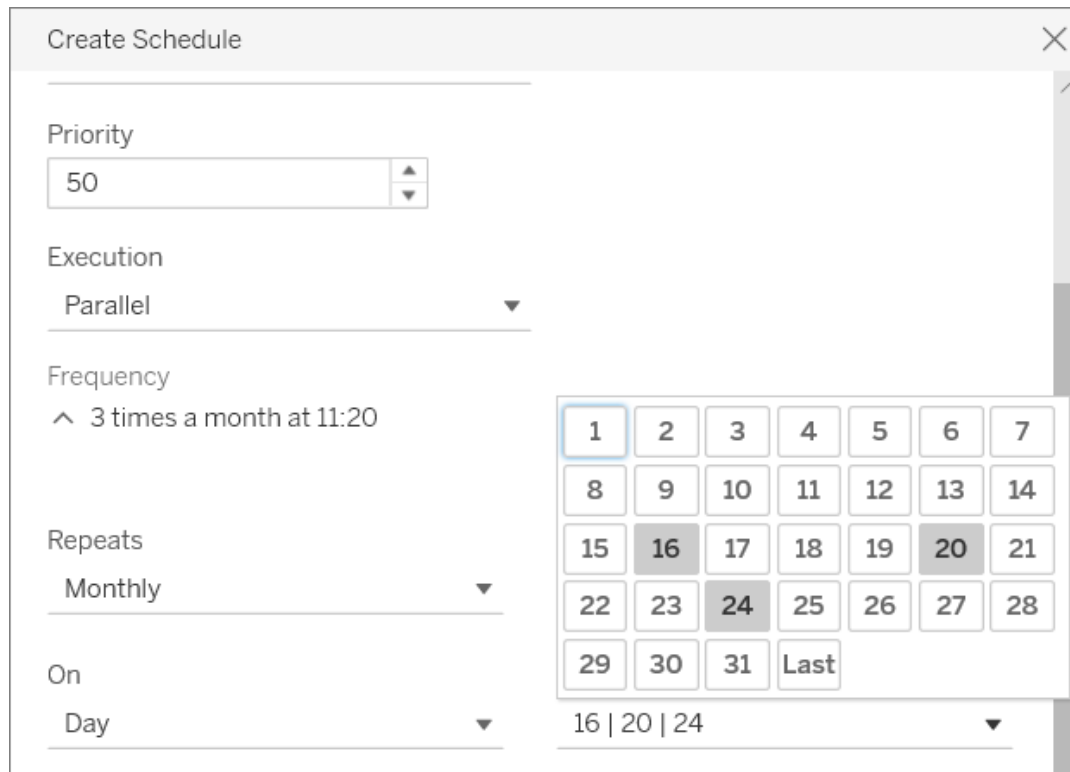 Create Schedule
Priority
50
Execution
Parallel
Frequency
3 times a month at 11:20
1 2 3 4 5 6 7
8 9 10 11 12 13 14
15 16 17 18 19 20 21
22 23 24 25 26 27 28
29 30 31 Last
Repeats
Monthly
On
Day
16 | 20 | 24